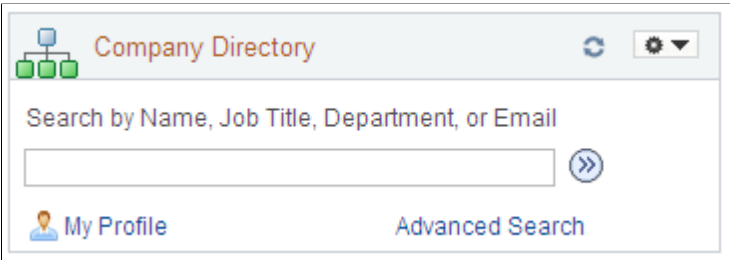 Company Directory
Search by Name, Job Title, Department, or Email
My Profile Advanced Search